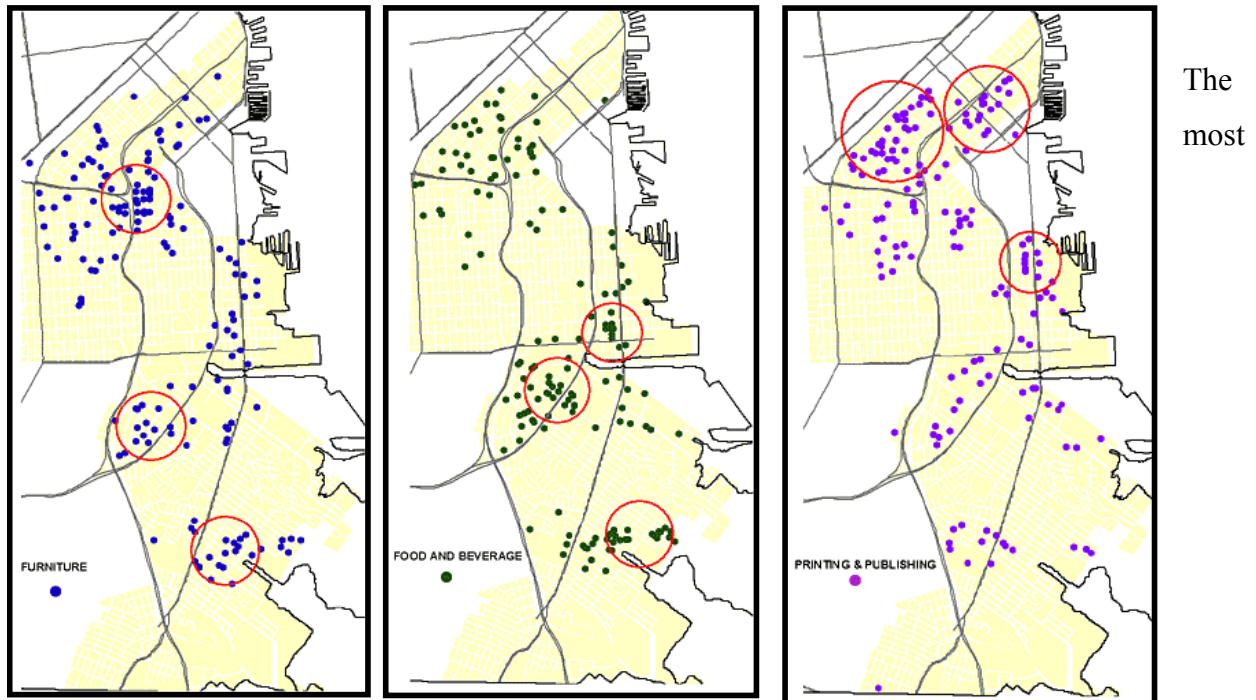 FURNITURE
FOOD AND BEVERAGE
PRINTING & PUBLISHING
The
most